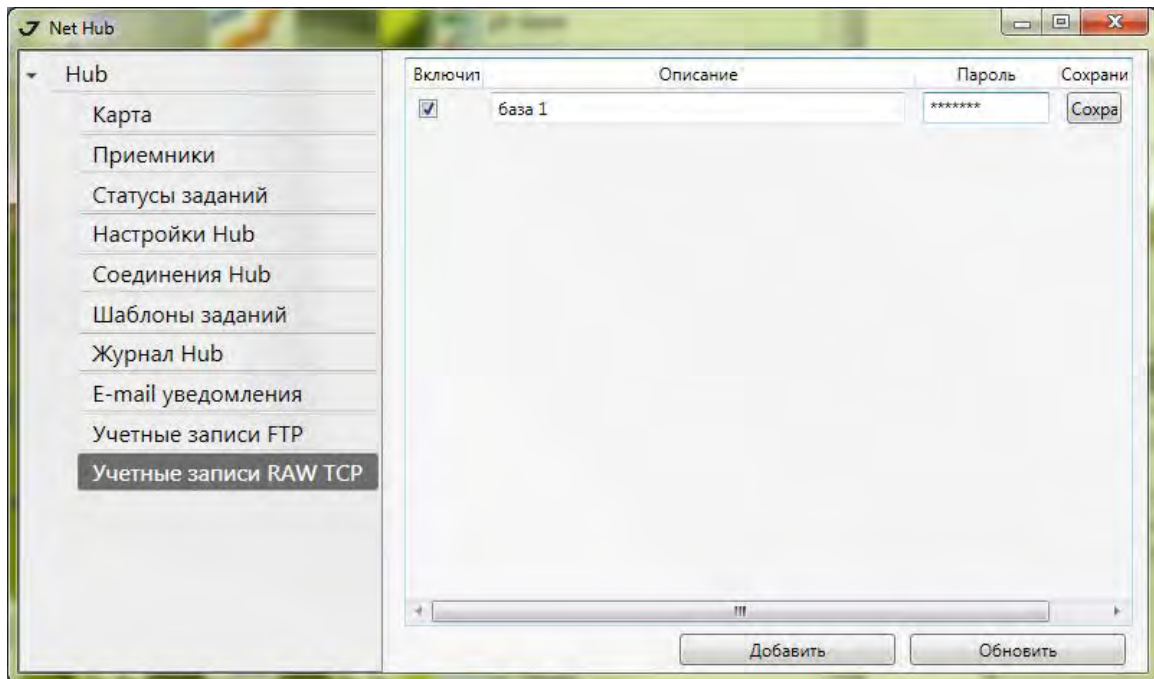 Net Hub
Hub
Карта
Приемники
Статусы заданий
Настройки Hub
Соединения Hub
Шаблоны заданий
Журнал Hub
E-mail уведомления
Учетные записи FTP
Учетные записи RAW TCP
Включит Описание Пароль Сохрани
база 1 ******* Сохра
Добавить Обновить